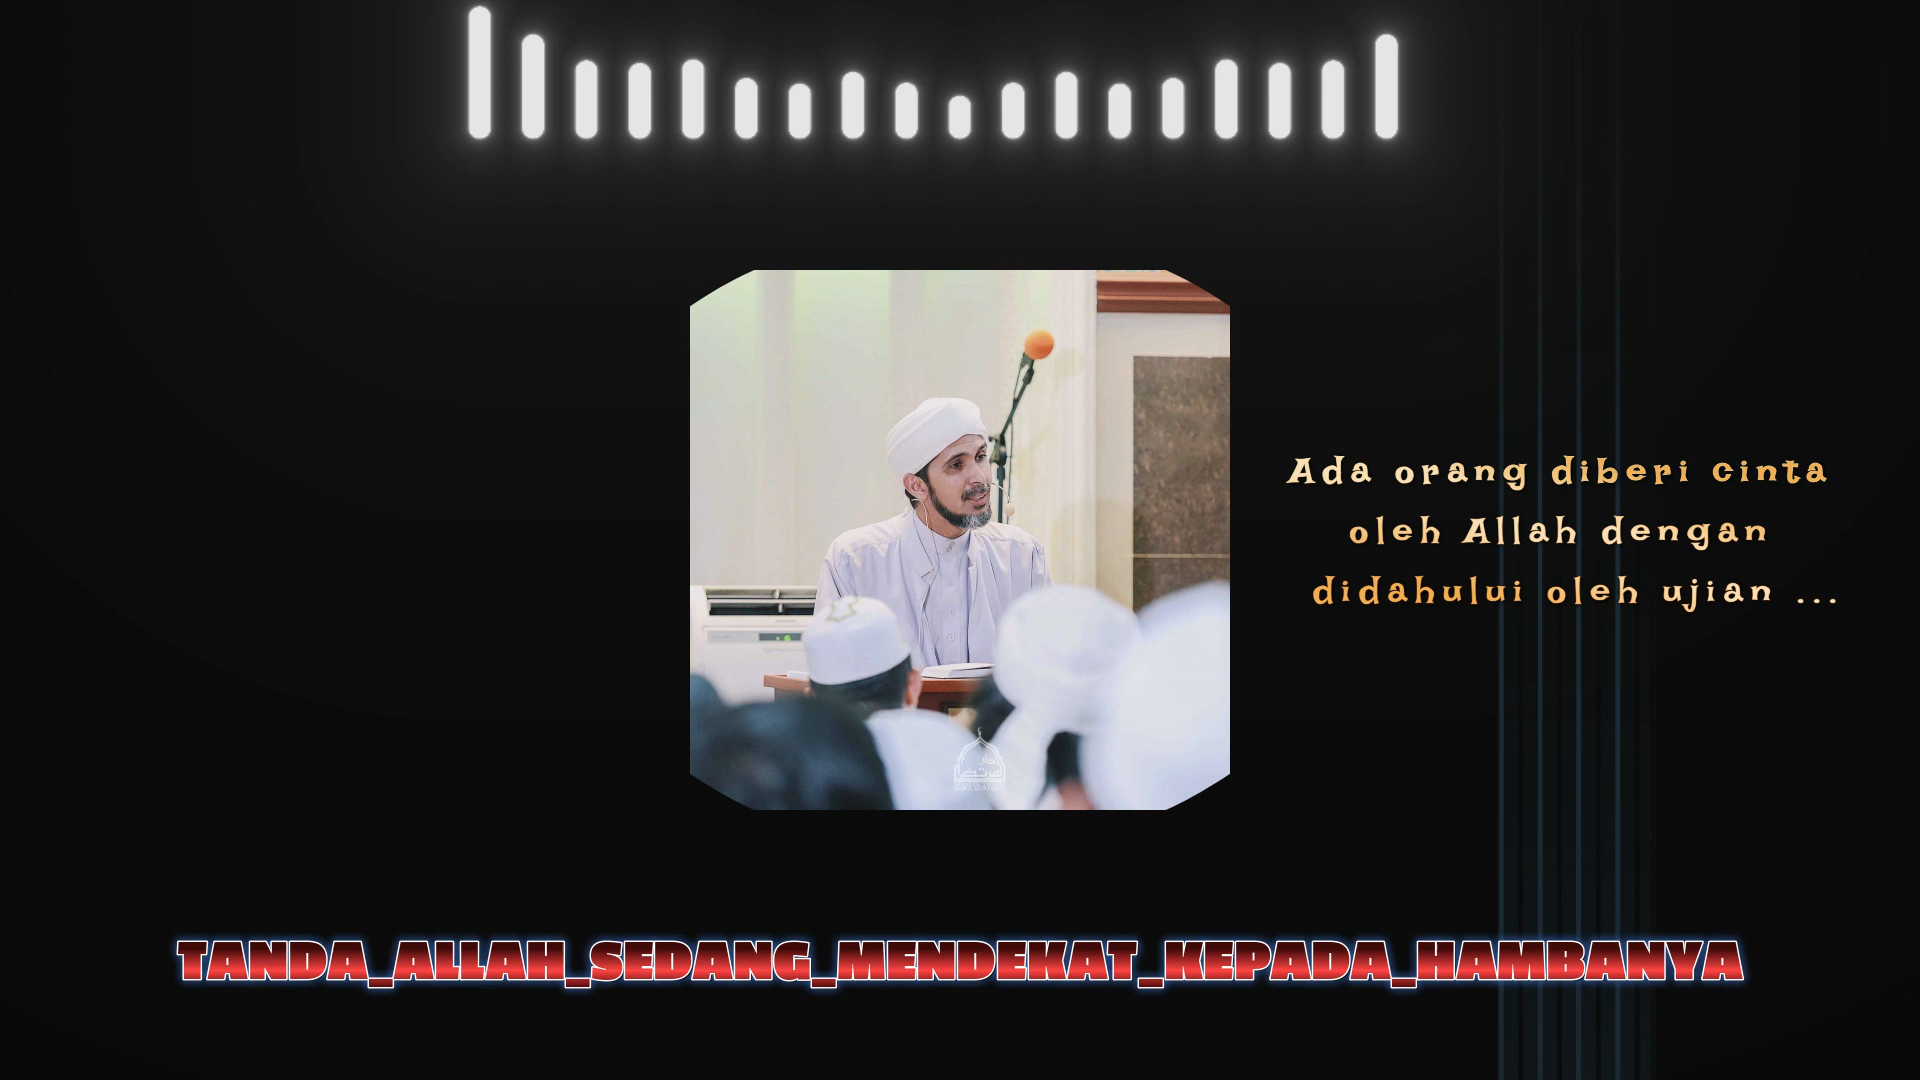 Ada orang diberi cinta
oleh Allah dengan
didahului oleh ujian ...
TANDA_ALLAH_SEDANG_MENDEKAT_KEPADA_HAMBANYA